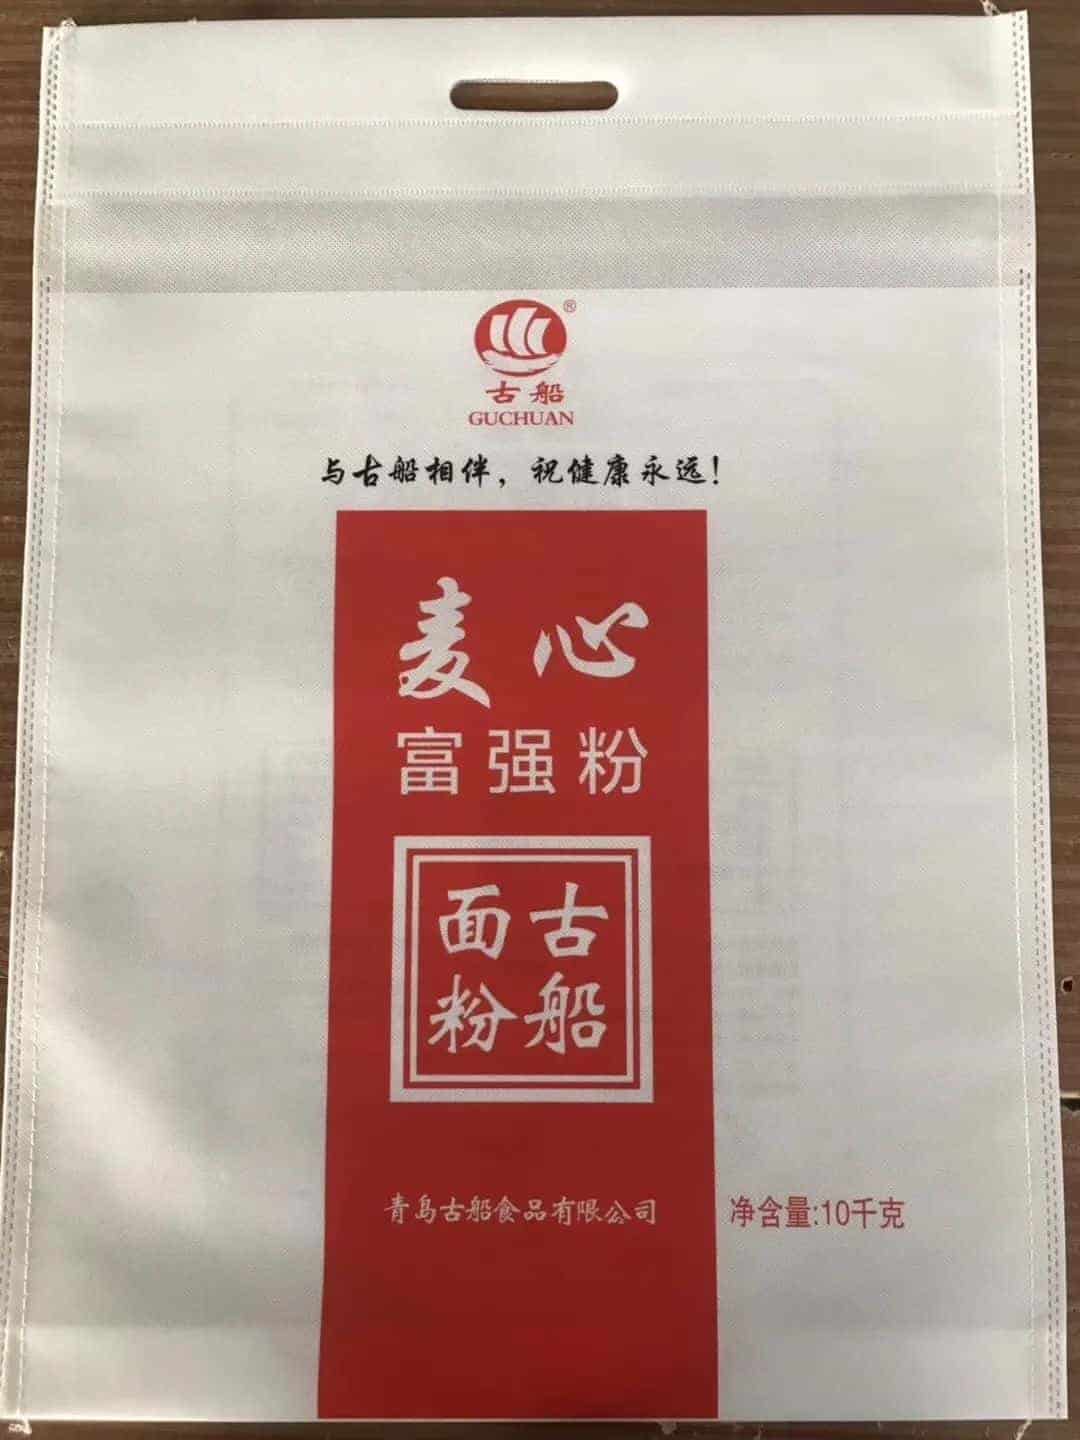 ®
古船
GUCHUAN
与古船相伴，祝健康永远！
麦心
富强粉
古船
面粉
青岛古船食品有限公司
净含量:10千克